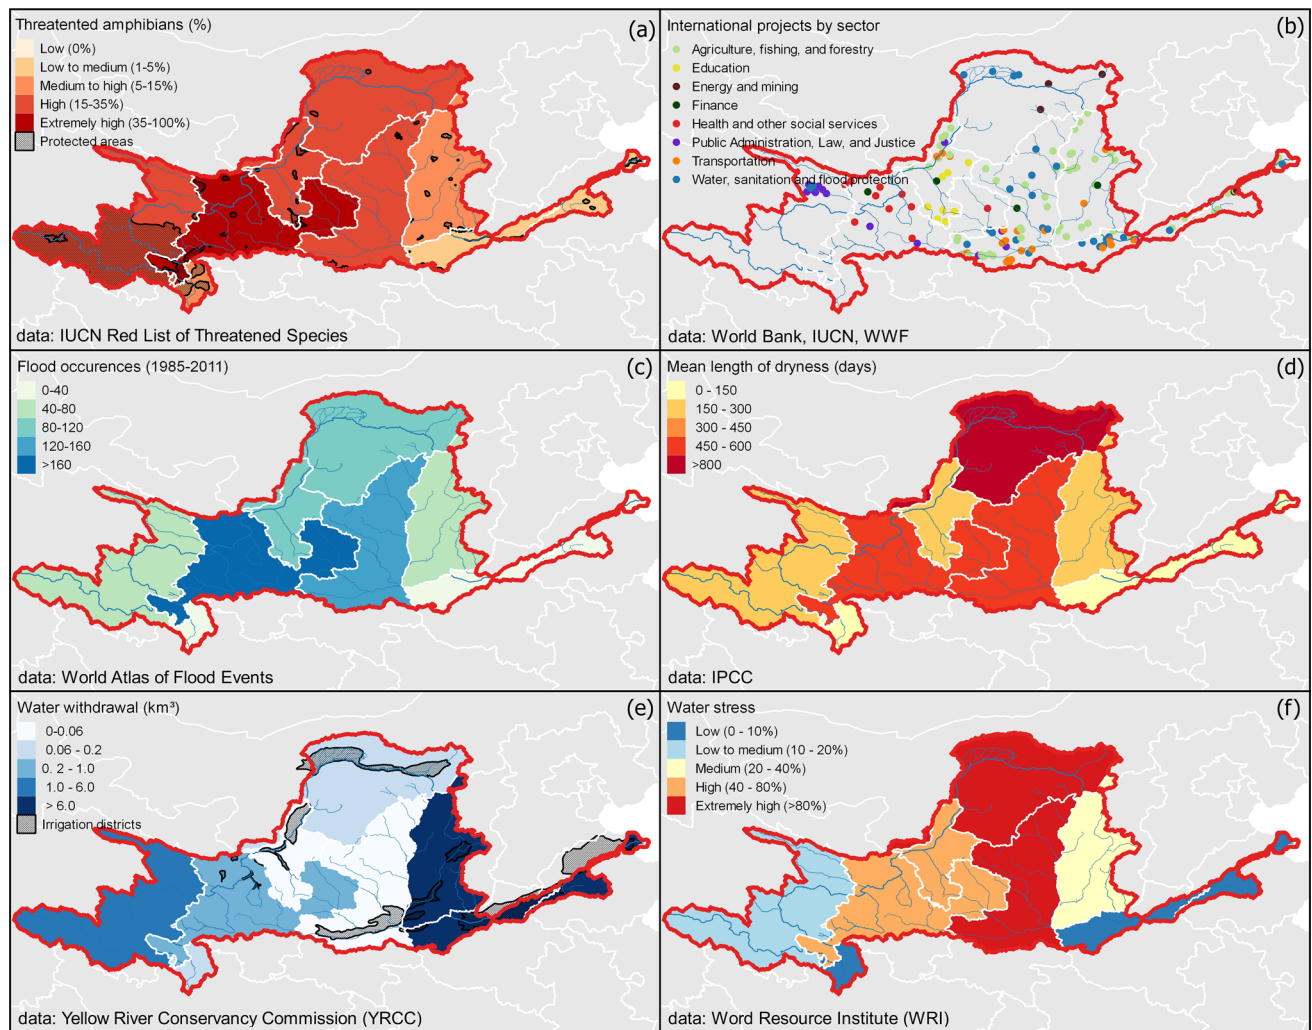 Threatented amphibians (%)
(a)
Low (0%)
Low to medium (1-5%)
Medium to high (5-15%)
High (15-35%)
Extremely high (35-100%)
Protected areas
data: IUCN Red List of Threatened Species
International projects by sector
(b)
Agriculture, fishing, and forestry
Education
Energy and mining
Finance
Health and other social services
Public Administration, Law, and Justice
Transportation
Water, sanitation and flood protection
data: World Bank, IUCN, WWF
Flood occurences (1985-2011)
(c)
0-40
40-80
80-120
120-160
>160
data: World Atlas of Flood Events
Mean length of dryness (days)
(d)
0 - 150
150 - 300
300 - 450
450 - 600
>800
data: IPCC
Water withdrawal (km³)
(e)
0-0.06
0.06 - 0.2
0. 2 - 1.0
1.0 - 6.0
> 6.0
Irrigation districts
data: Yellow River Conservancy Commission (YRCC)
Water stress
(f)
Low (0 - 10%)
Low to medium (10 - 20%)
Medium (20 - 40%)
High (40 - 80%)
Extremely high (>80%)
data: Word Resource Institute (WRI)